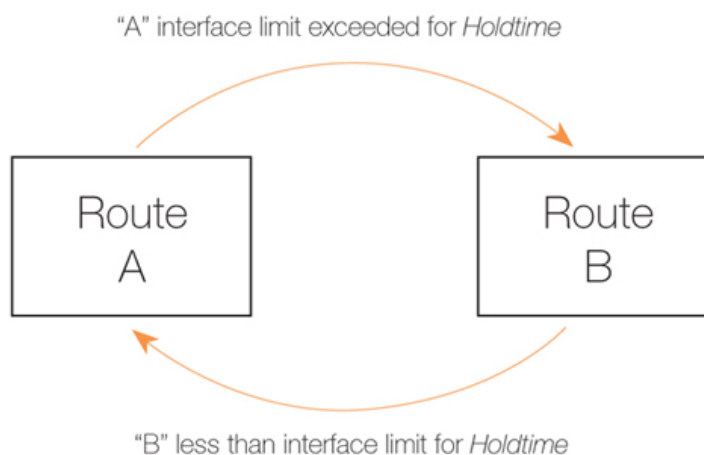 “A” interface limit exceeded for Holdtime
Route
A
Route
B
“B” less than interface limit for Holdtime